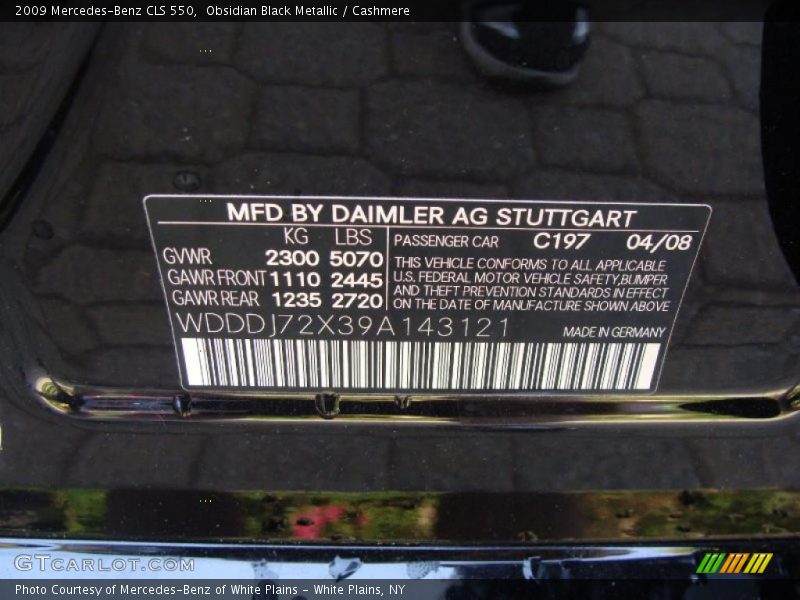 2009 Mercedes-Benz CLS 550,  Obsidian Black Metallic / Cashmere
MFD BY DAIMLER AG STUTTGART
KG LBS
GVWR 2300 5070
GAWR FRONT 1110 2445
GAWR REAR 1235 2720
PASSENGER CAR C197 04/08
THIS VEHICLE CONFORMS TO ALL APPLICABLE
U.S. FEDERAL MOTOR VEHICLE SAFETY, BUMPER
AND THEFT PREVENTION STANDARDS IN EFFECT
ON THE DATE OF MANUFACTURE SHOWN ABOVE
WDDDJ72X39A143121
MADE IN GERMANY
GTCARLOT.COM
Photo Courtesy of Mercedes-Benz of White Plains - White Plains, NY